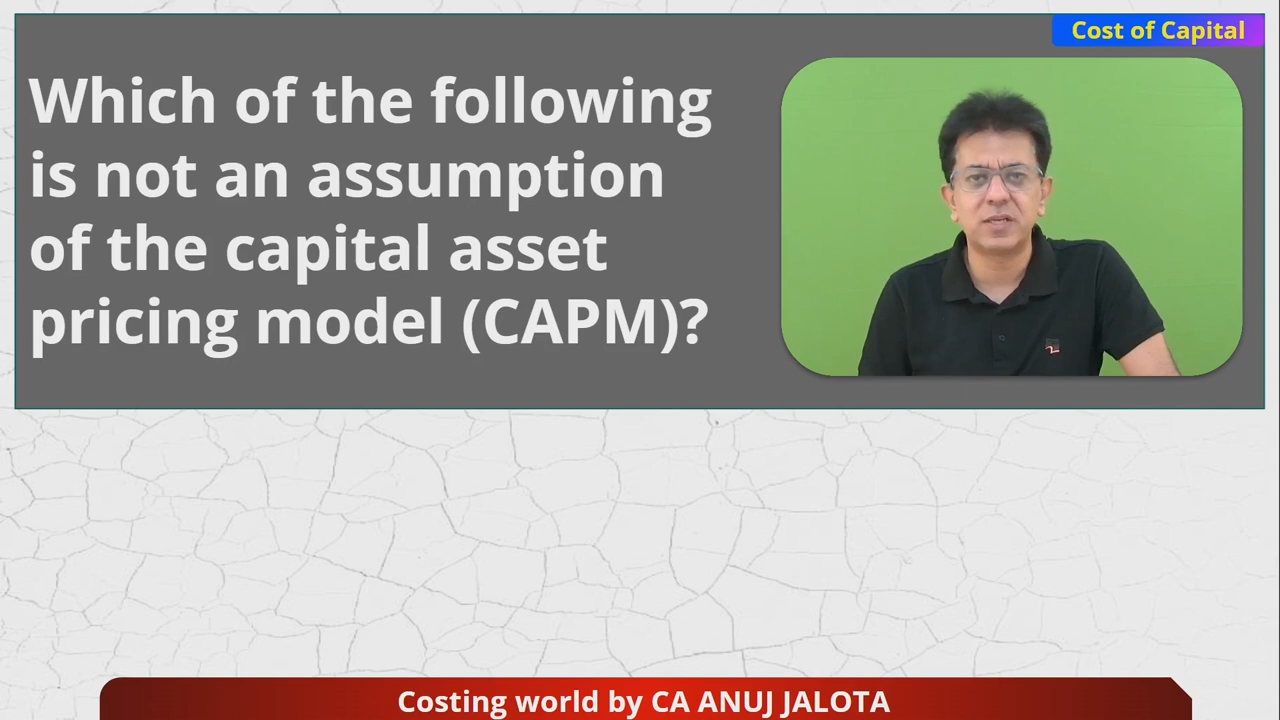 Cost of Capital
Which of the following
is not an assumption
of the capital asset
pricing model (CAPM)?
Costing world by CA ANUJ JALOTA